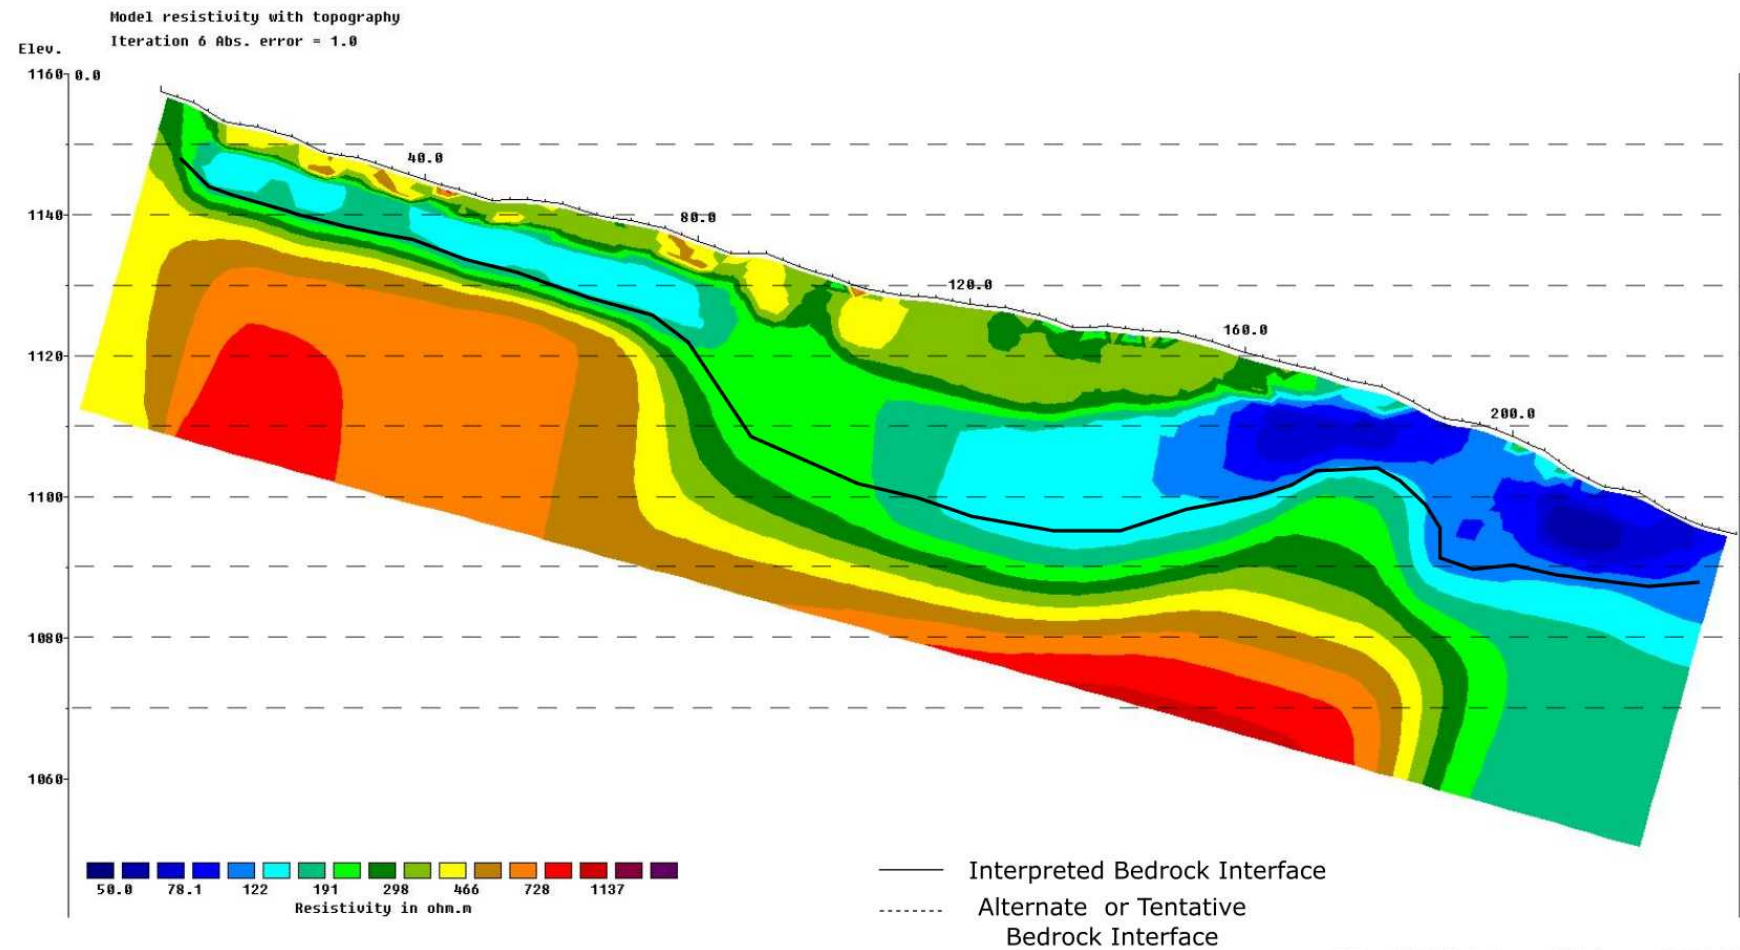 Model resistivity with topography
Iteration 6 Abs. error = 1.0
Elev.
1160 0.0
40.0
1140
80.0
120.0
160.0
1120
200.0
1100
1080
1060
50.0 78.1 122 191 298 466 728 1137
Resistivity in ohm.m
Interpreted Bedrock Interface
Alternate or Tentative
Bedrock Interface